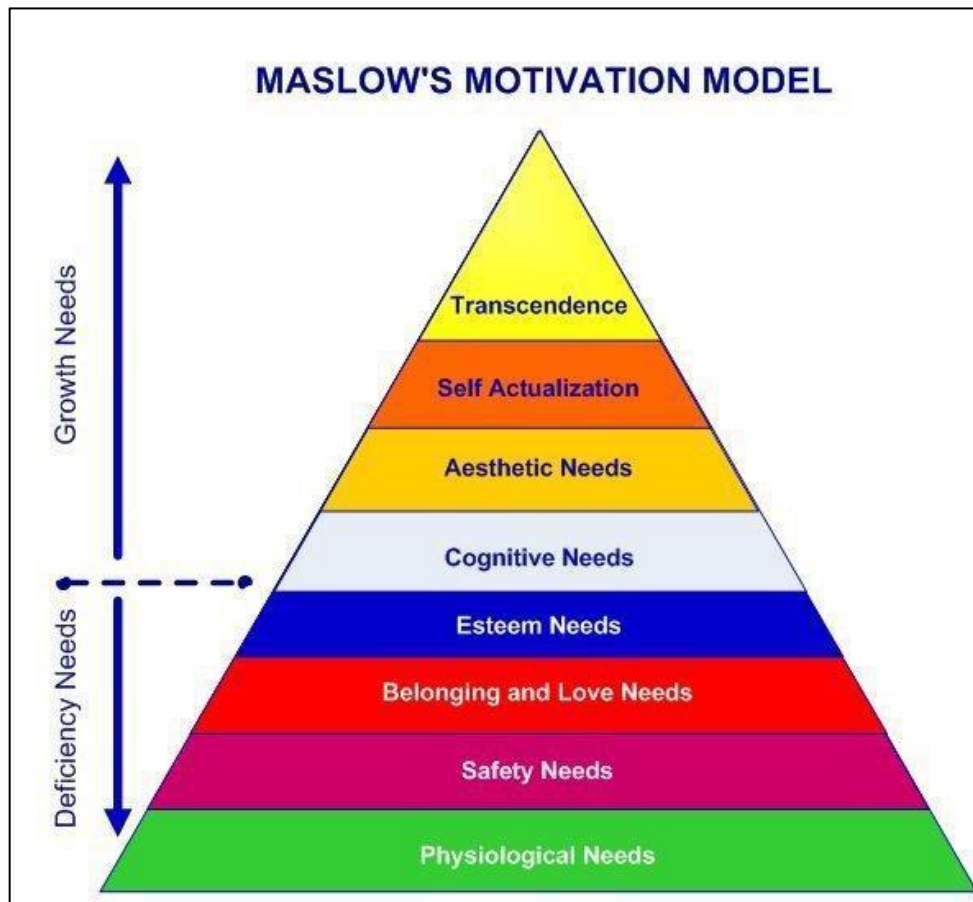 MASLOW'S MOTIVATION MODEL
Growth Needs
Deficiency Needs
Transcendence
Self Actualization
Aesthetic Needs
Cognitive Needs
Esteem Needs
Belonging and Love Needs
Safety Needs
Physiological Needs